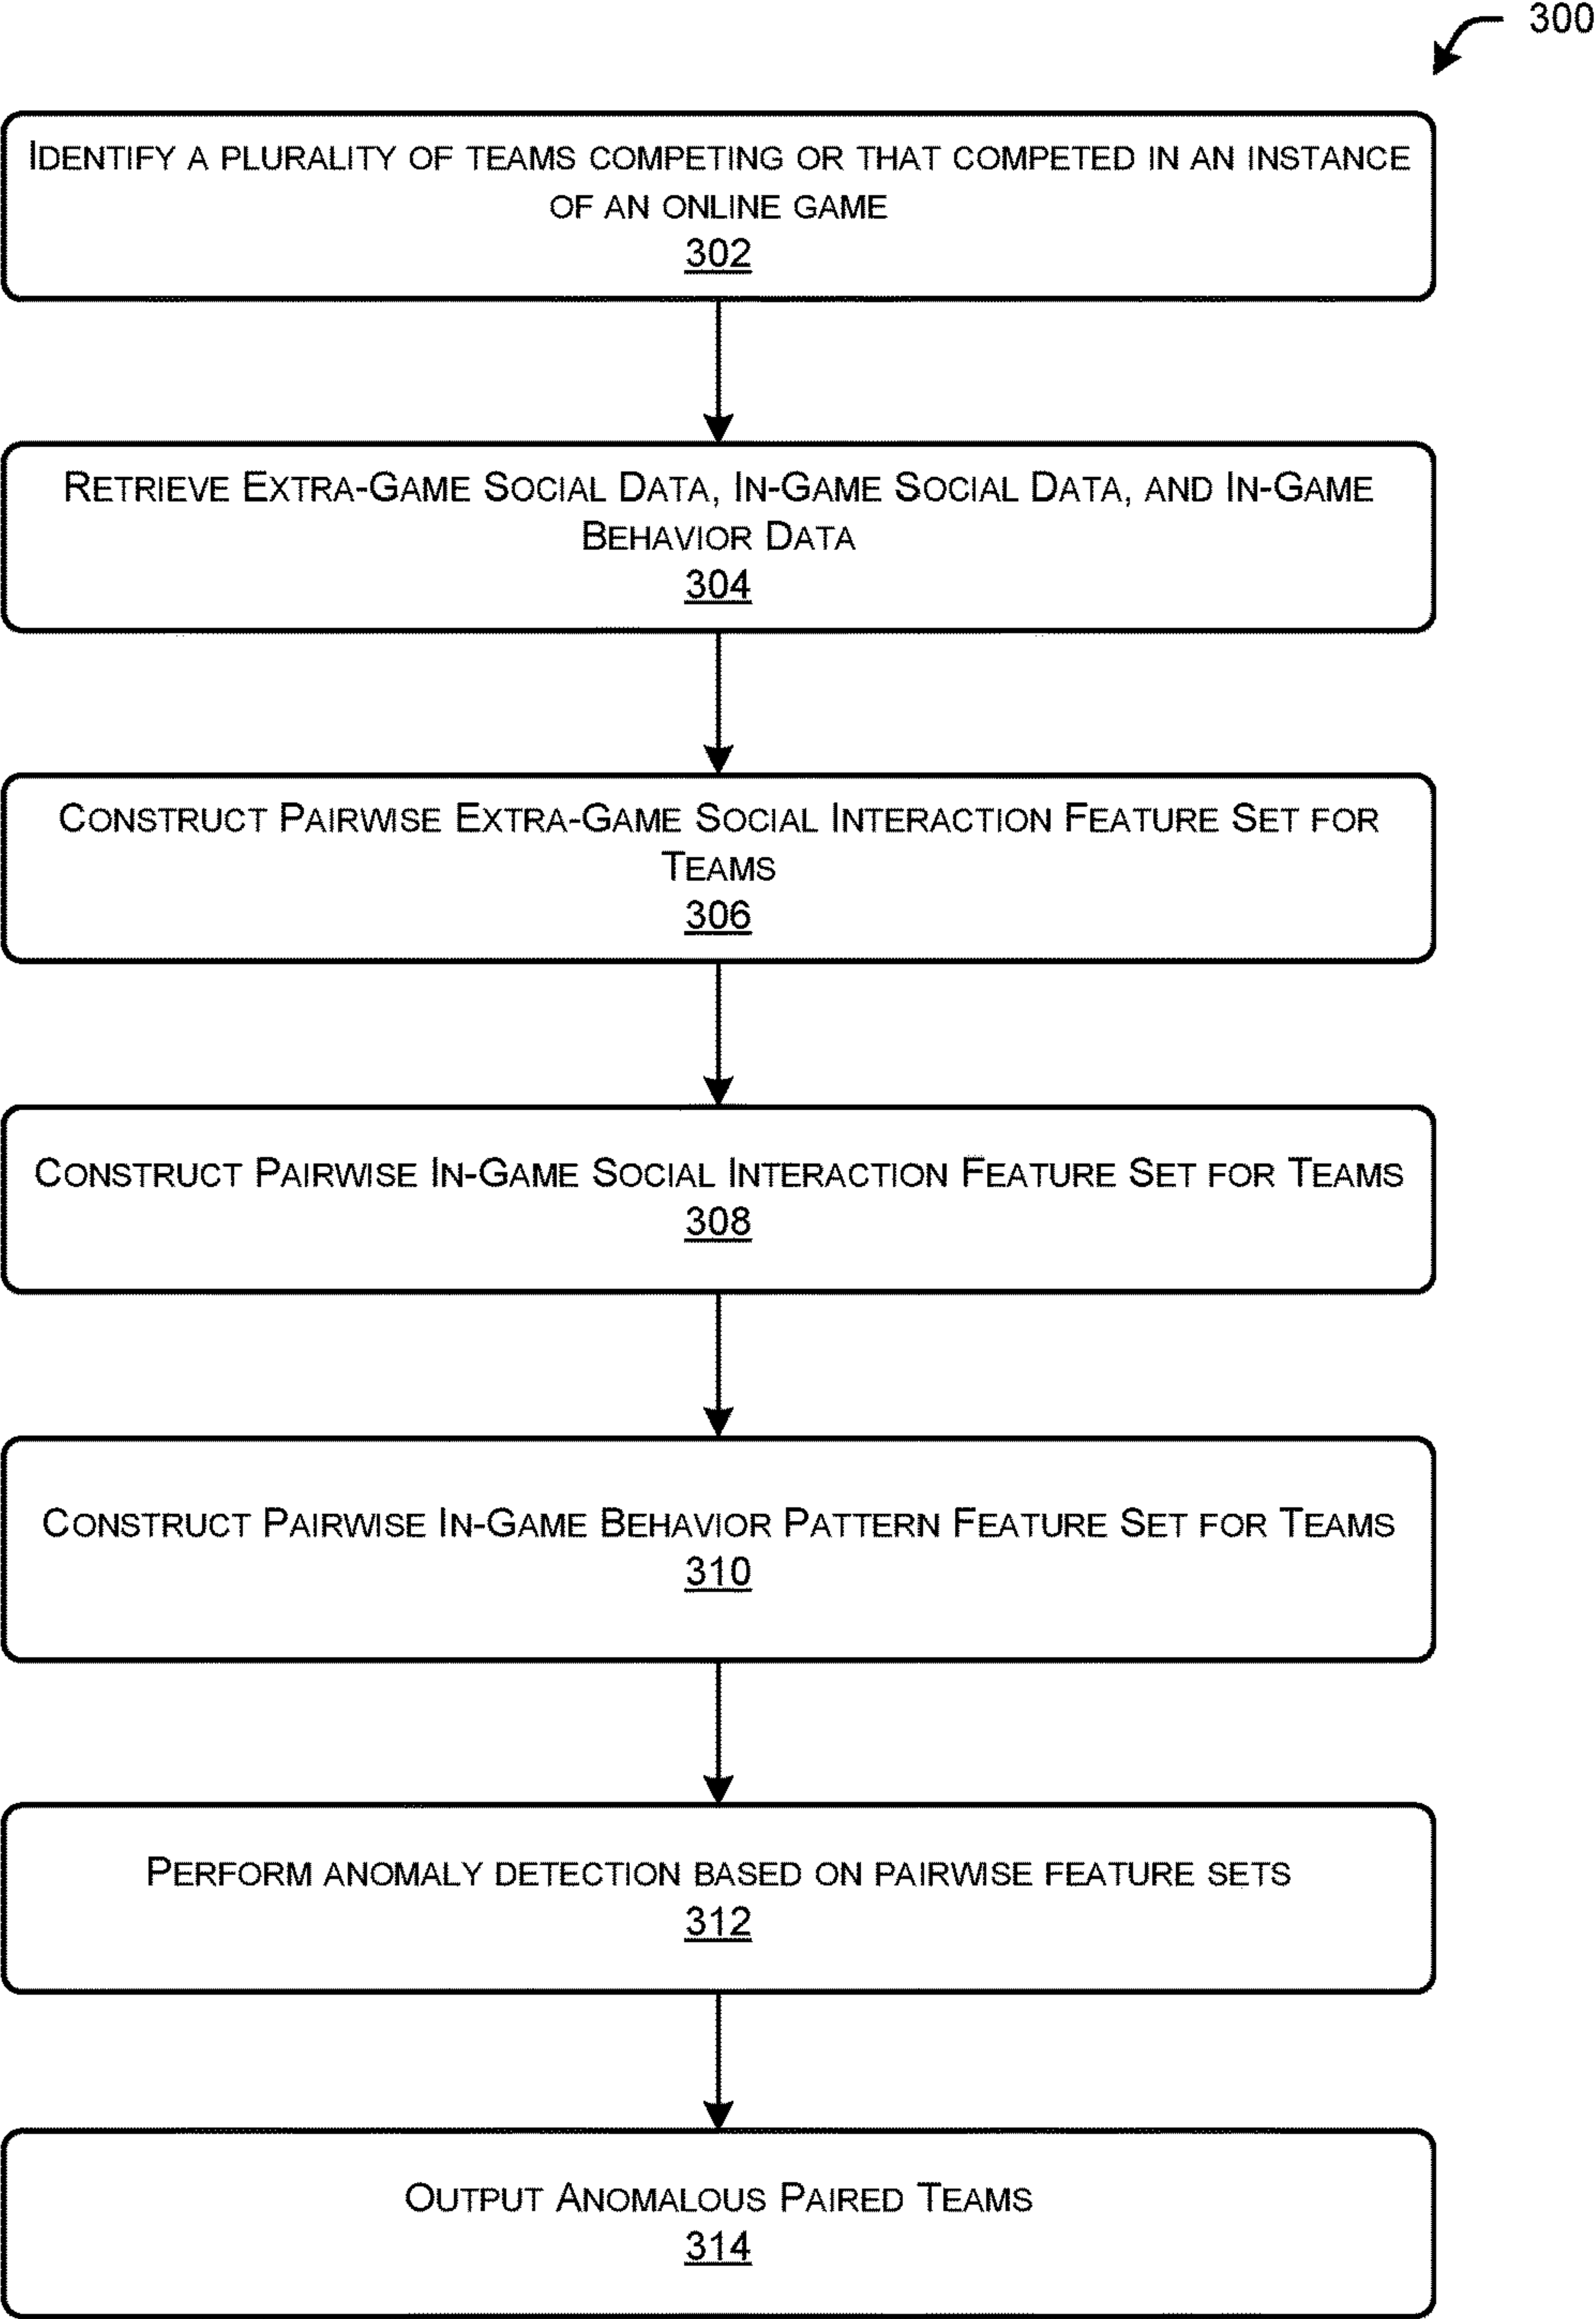 300
IDENTIFY A PLURALITY OF TEAMS COMPETING OR THAT COMPETED IN AN INSTANCE
OF AN ONLINE GAME
302
RETRIEVE EXTRA-GAME SOCIAL DATA, IN-GAME SOCIAL DATA, AND IN-GAME
BEHAVIOR DATA
304
CONSTRUCT PAIRWISE EXTRA-GAME SOCIAL INTERACTION FEATURE SET FOR
TEAMS
306
CONSTRUCT PAIRWISE IN-GAME SOCIAL INTERACTION FEATURE SET FOR TEAMS
308
CONSTRUCT PAIRWISE IN-GAME BEHAVIOR PATTERN FEATURE SET FOR TEAMS
310
PERFORM ANOMALY DETECTION BASED ON PAIRWISE FEATURE SETS
312
OUTPUT ANOMALOUS PAIRED TEAMS
314